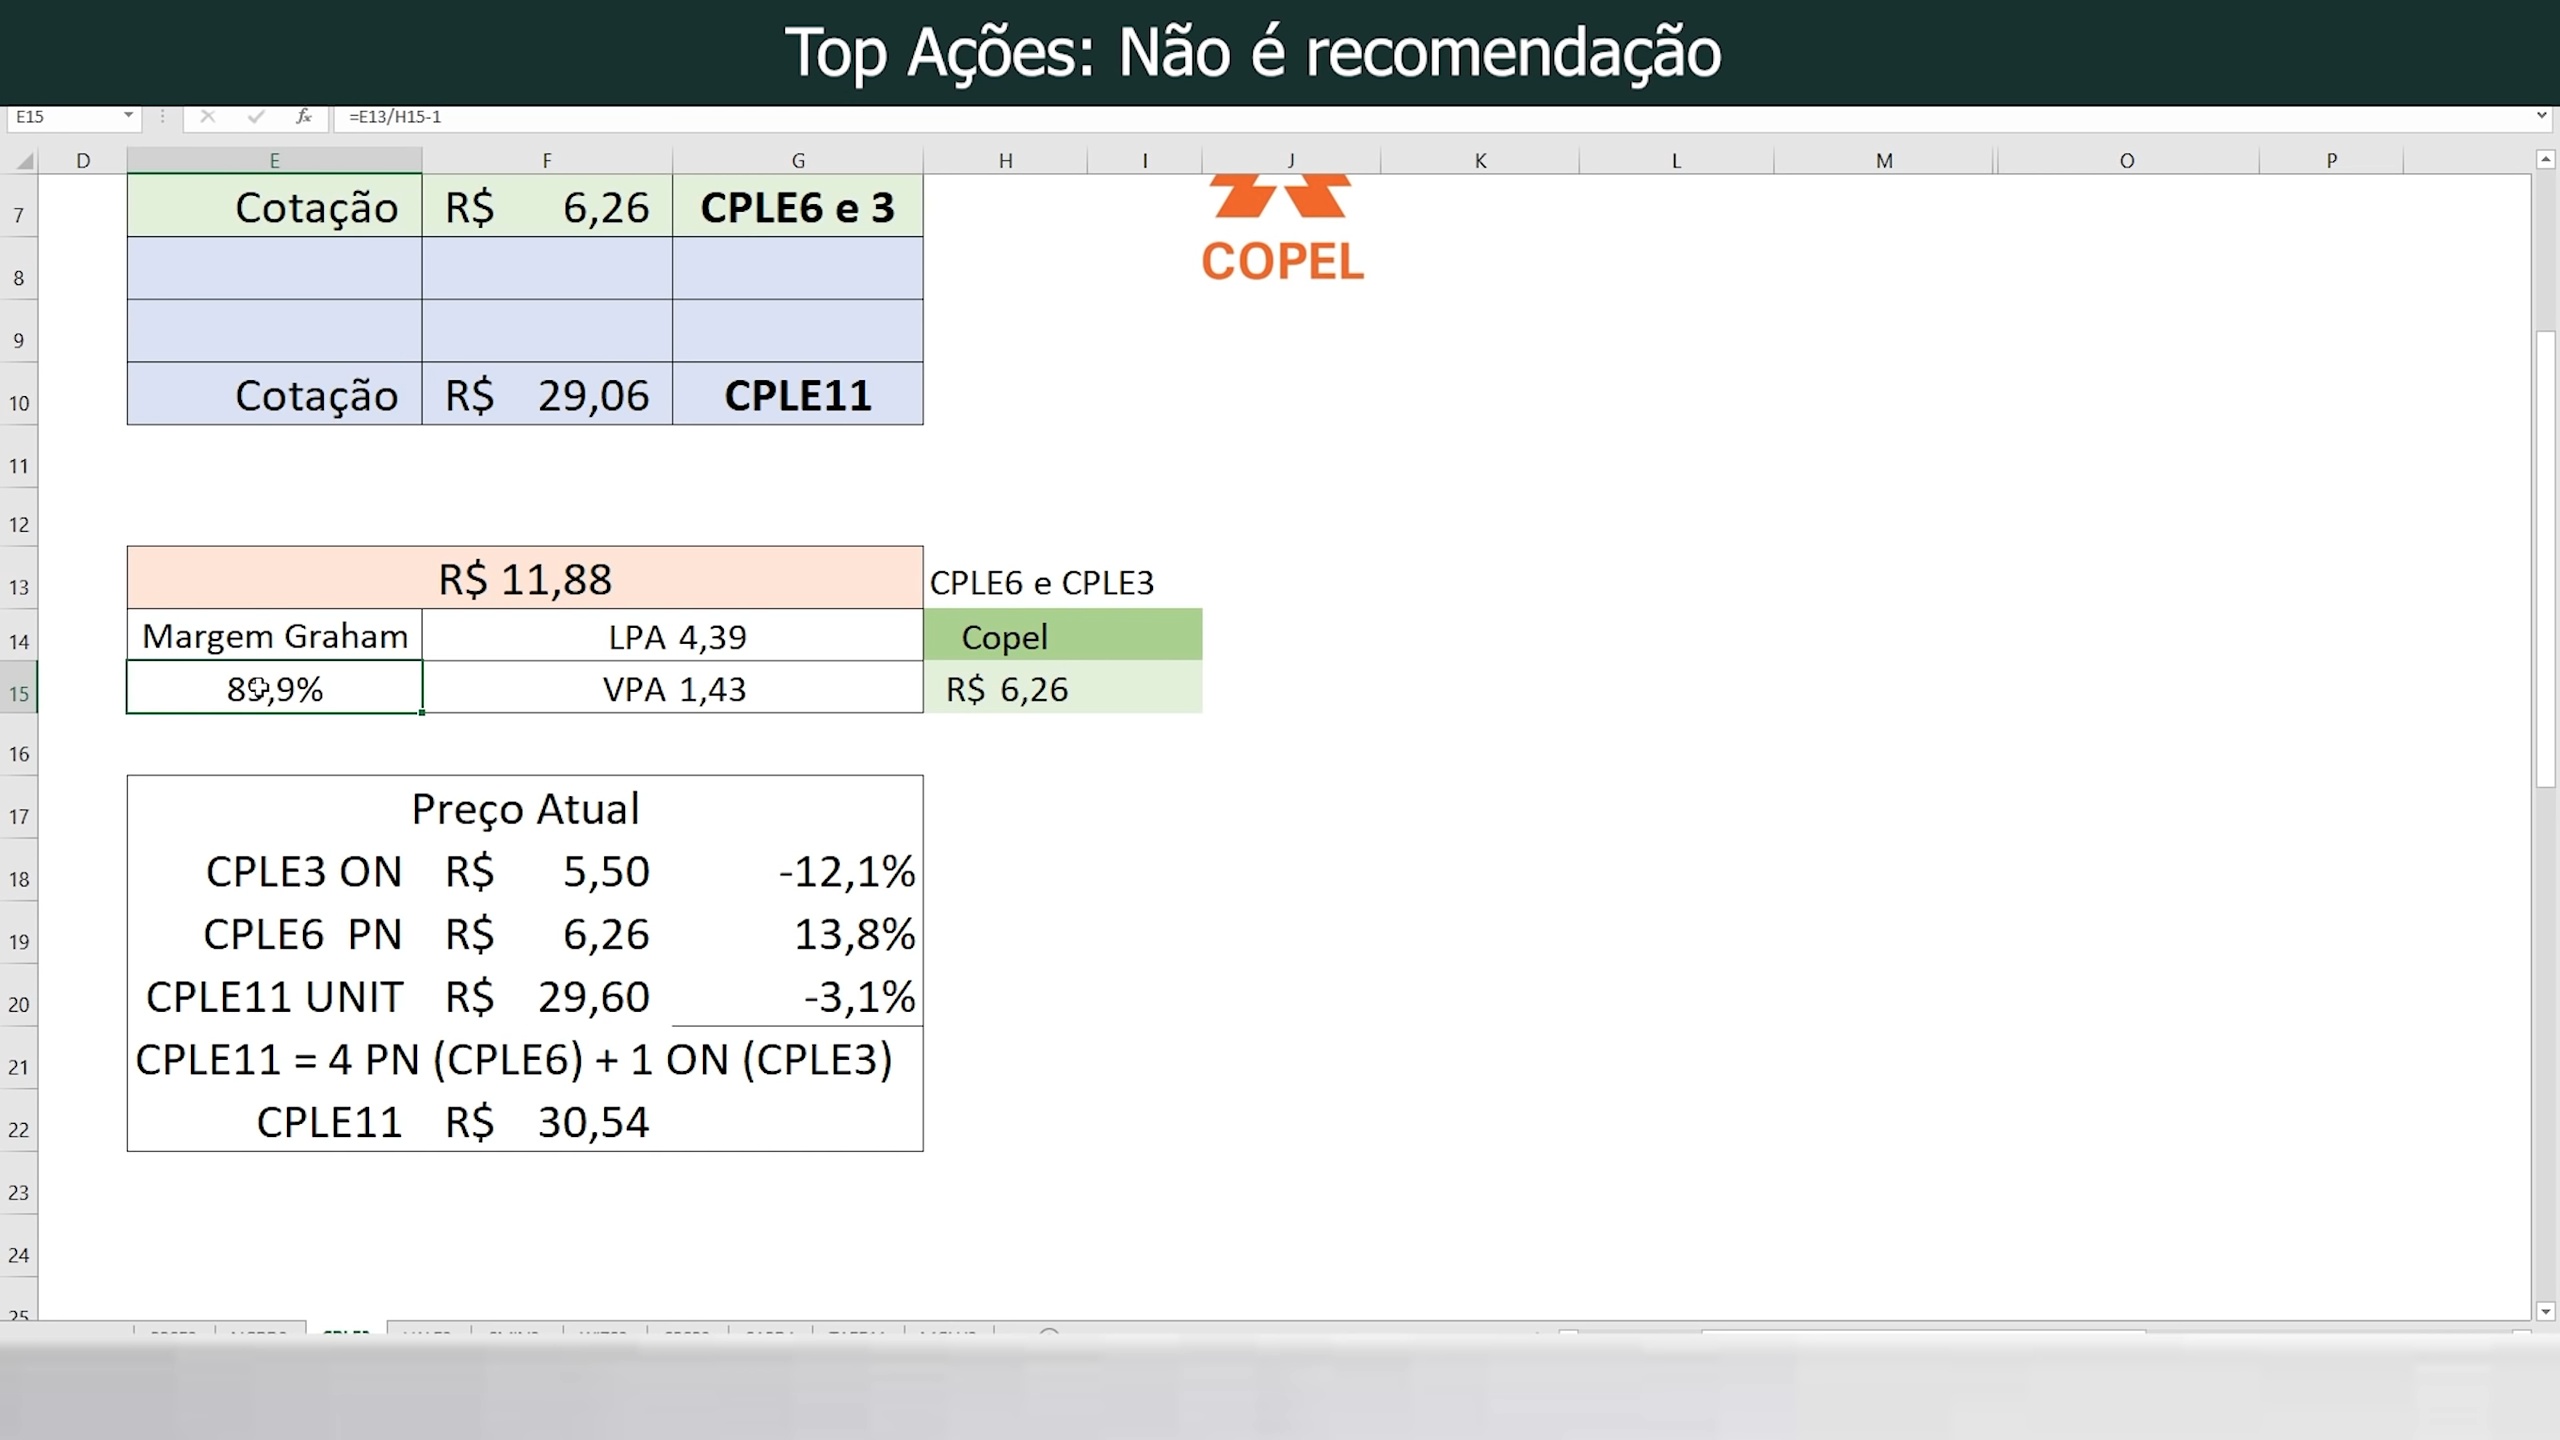 Top Ações: Não é recomendação
E15 fx =E13/H15-1
D E F G H I J K L M O P
7 Cotação R$ 6,26 CPLE6 e 3
COPEL
8
9
10 Cotação R$ 29,06 CPLE11
11
12
13 R$ 11,88 CPLE6 e CPLE3
14 Margem Graham LPA 4,39 Copel
15 89,9% VPA 1,43 R$ 6,26
16
17 Preço Atual
18 CPLE3 ON R$ 5,50 -12,1%
19 CPLE6 PN R$ 6,26 13,8%
20 CPLE11 UNIT R$ 29,60 -3,1%
21 CPLE11 = 4 PN (CPLE6) + 1 ON (CPLE3)
22 CPLE11 R$ 30,54
23
24
25